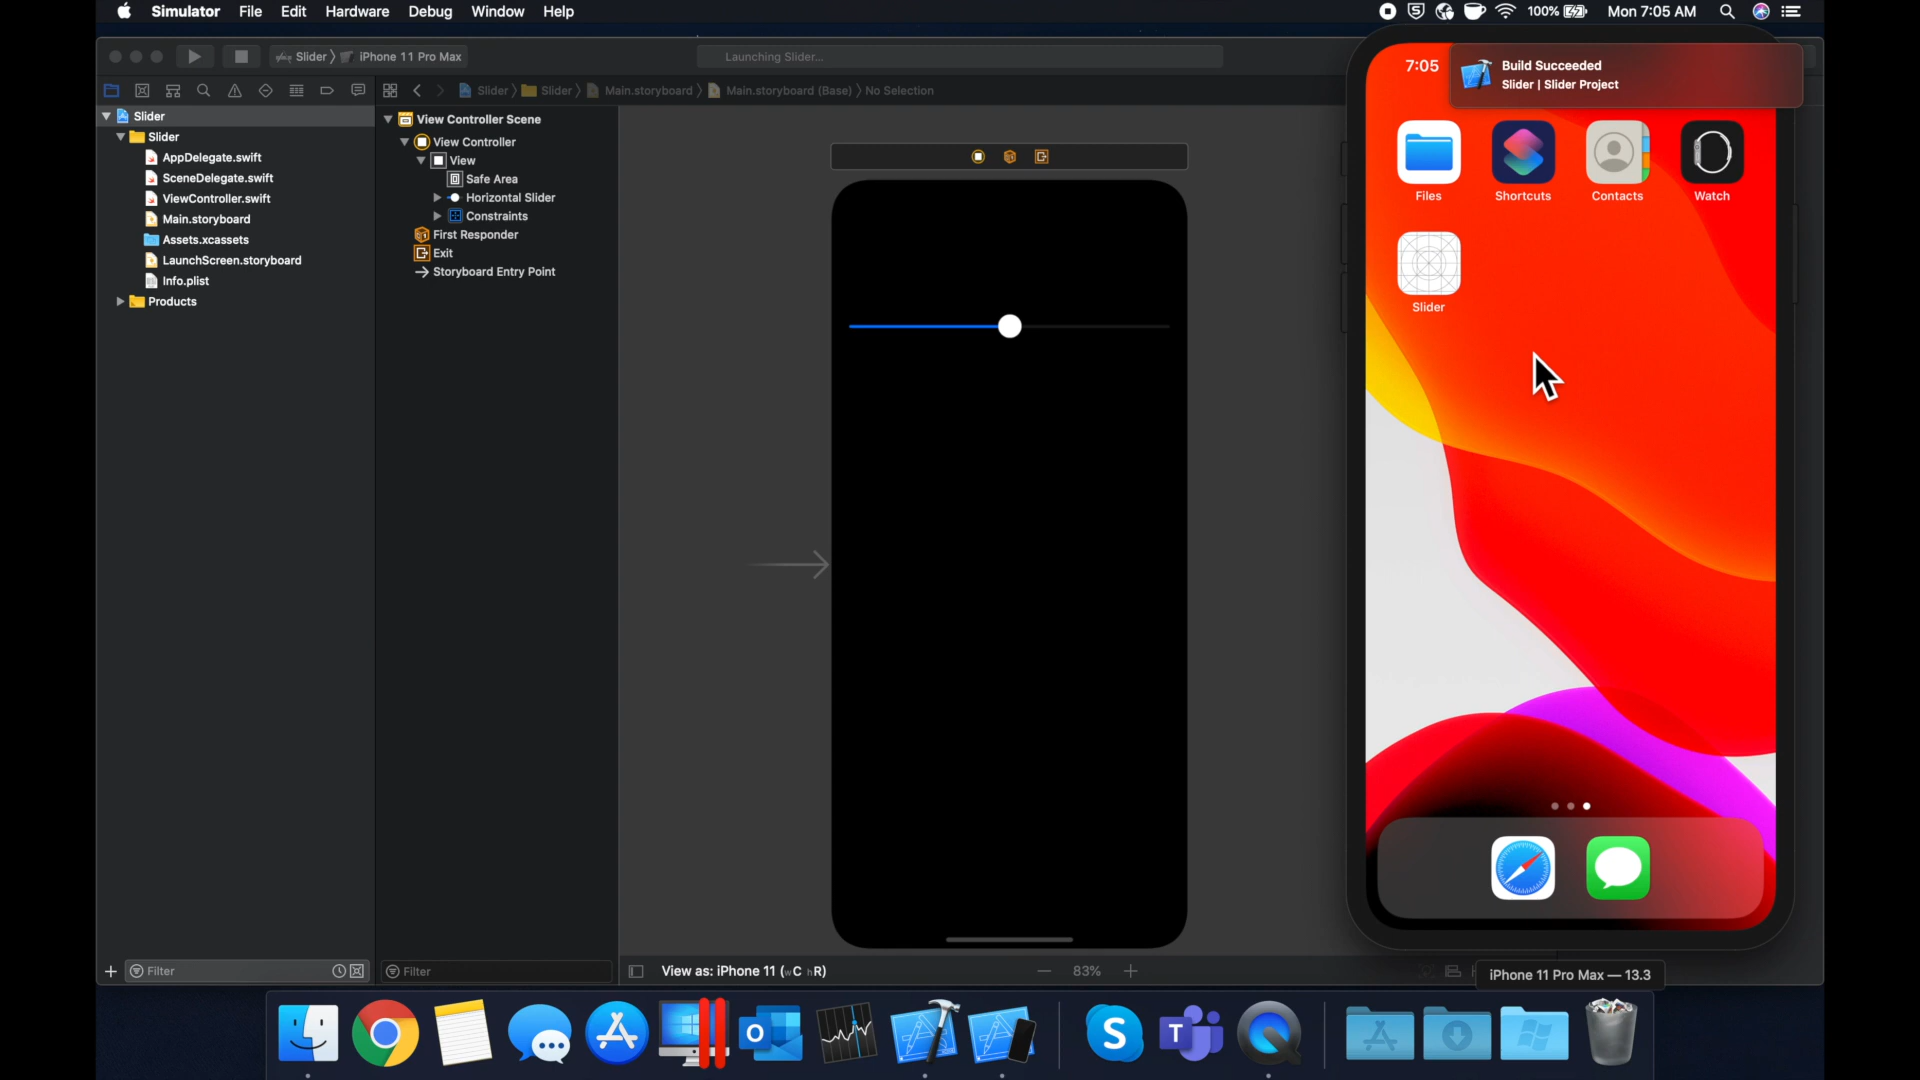 Simulator File Edit Hardware Debug Window Help
100% Mon 7:05 AM
Slider iPhone 11 Pro Max
Launching Slider...
7:05
Build Succeeded
Slider | Slider Project
Slider Slider Main.storyboard Main.storyboard (Base) No Selection
Slider
Slider
AppDelegate.swift
SceneDelegate.swift
ViewController.swift
Main.storyboard
Assets.xcassets
LaunchScreen.storyboard
Info.plist
Products
View Controller Scene
View Controller
View
Safe Area
Horizontal Slider
Constraints
First Responder
Exit
Storyboard Entry Point
Files Shortcuts Contacts Watch
Slider
Filter
Filter
View as: iPhone 11 (wC hR)
83%
iPhone 11 Pro Max — 13.3